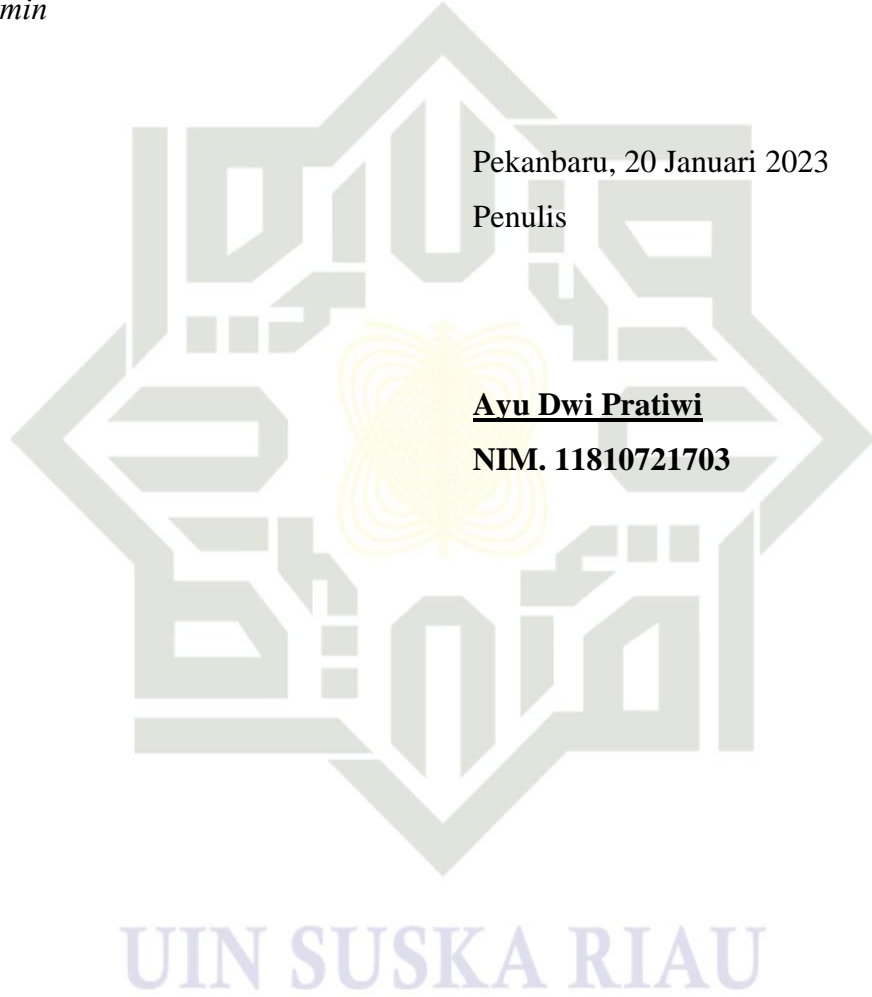 min
Pekanbaru, 20 Januari 2023
Penulis
Ayu Dwi Pratiwi
NIM. 11810721703
UIN SUSKA RIAU